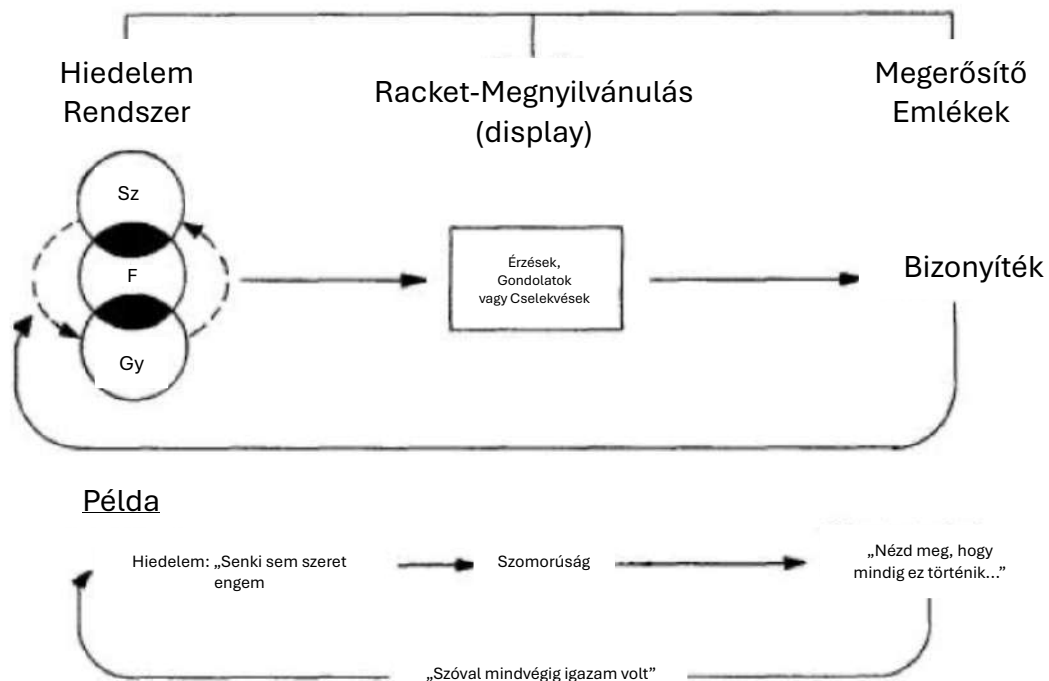 Hiedelem
Rendszer
Racket-Megnyilvánulás
(display)
Megerősítő
Emlékek
Sz
F
Gy
Érzések,
Gondolatok
vagy Cselekvések
Bizonyíték
Példa
Hiedelem: „Senki sem szeret
engem
Szomorúság
„Nézd meg, hogy
mindig ez történik...”
„Szóval mindvégig igazam volt”